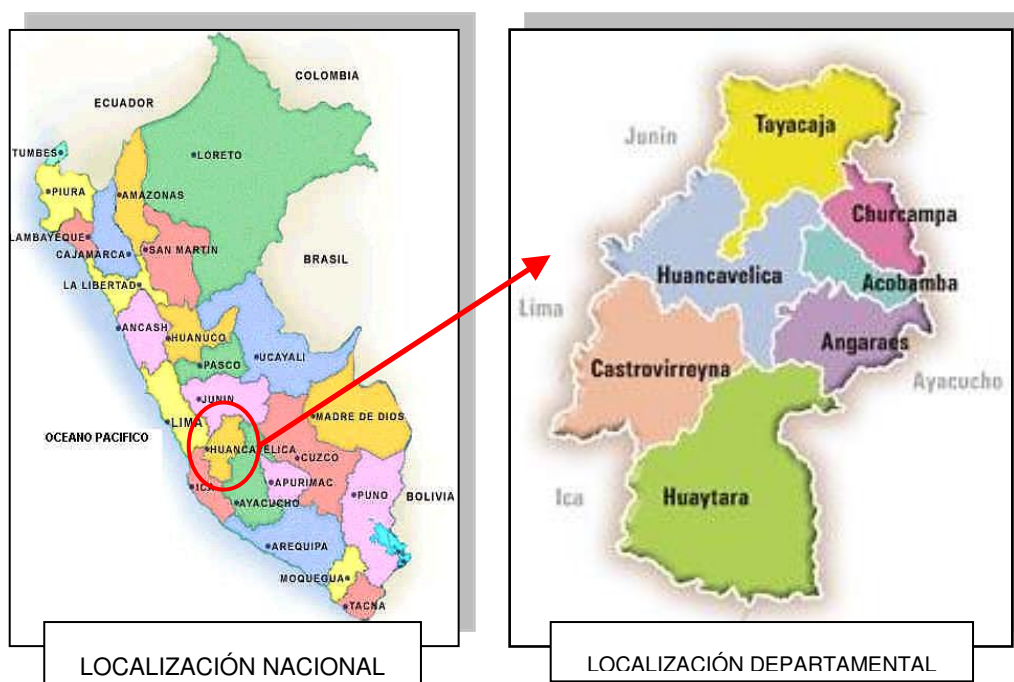 COLOMBIA
ECUADOR
TUMBES
LORETO
PIURA
AMAZONAS
LAMBAYEQUE
SAN MARTIN
CAJAMARCA
BRASIL
LA LIBERTAD
ANCASH
HUANUCO
UCAYALI
PASCO
JUNIN
MADRE DE DIOS
LIMA
OCEANO PACIFICO
HUANCAVELICA
CUZCO
APURIMAC
ICA
PUNO
BOLIVIA
AYACUCHO
AREQUIPA
MOQUEGUA
TACNA
LOCALIZACIÓN NACIONAL
Tayacaja
Junin
Churcampa
Huancavelica
Acobamba
Lima
Angaraes
Castrovirreyna
Ayacucho
Ica
Huaytara
LOCALIZACIÓN DEPARTAMENTAL